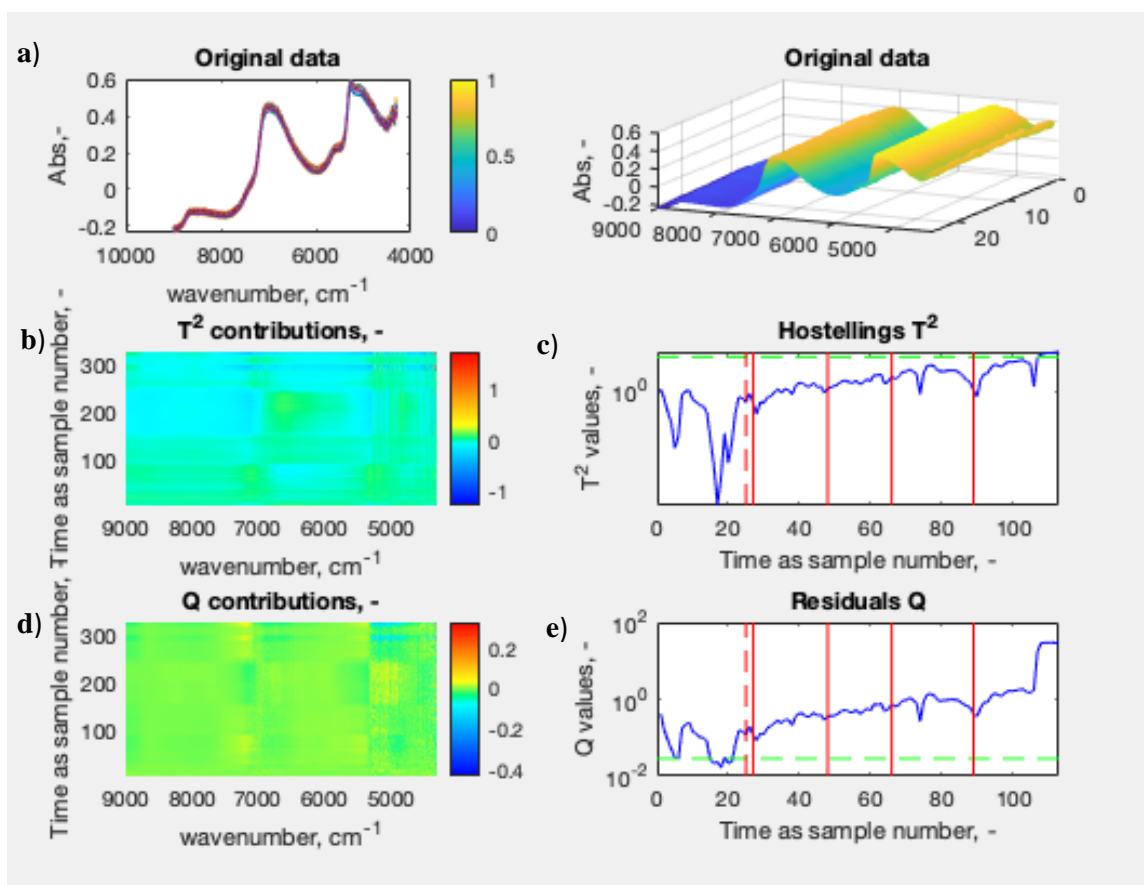 a)
Original data
Abs,-
0.6
0.4
0.2
0
-0.2
10000 8000 6000 4000
wavenumber, cm⁻¹
1
0.5
0
Original data
Abs, -
0.6
0.4
0.2
0
-0.2
9000 8000 7000 6000 5000
0
10
20
b)
T² contributions, -
Time as sample number, -
300
200
100
9000 8000 7000 6000 5000
wavenumber, cm⁻¹
1
0
-1
c)
Hostellings T²
T² values, -
10⁰
0 20 40 60 80 100
Time as sample number, -
d)
Q contributions, -
Time as sample number, -
300
200
100
9000 8000 7000 6000 5000
wavenumber, cm⁻¹
0.2
0
-0.2
-0.4
e)
Residuals Q
Q values, -
10²
10⁰
10⁻²
0 20 40 60 80 100
Time as sample number, -